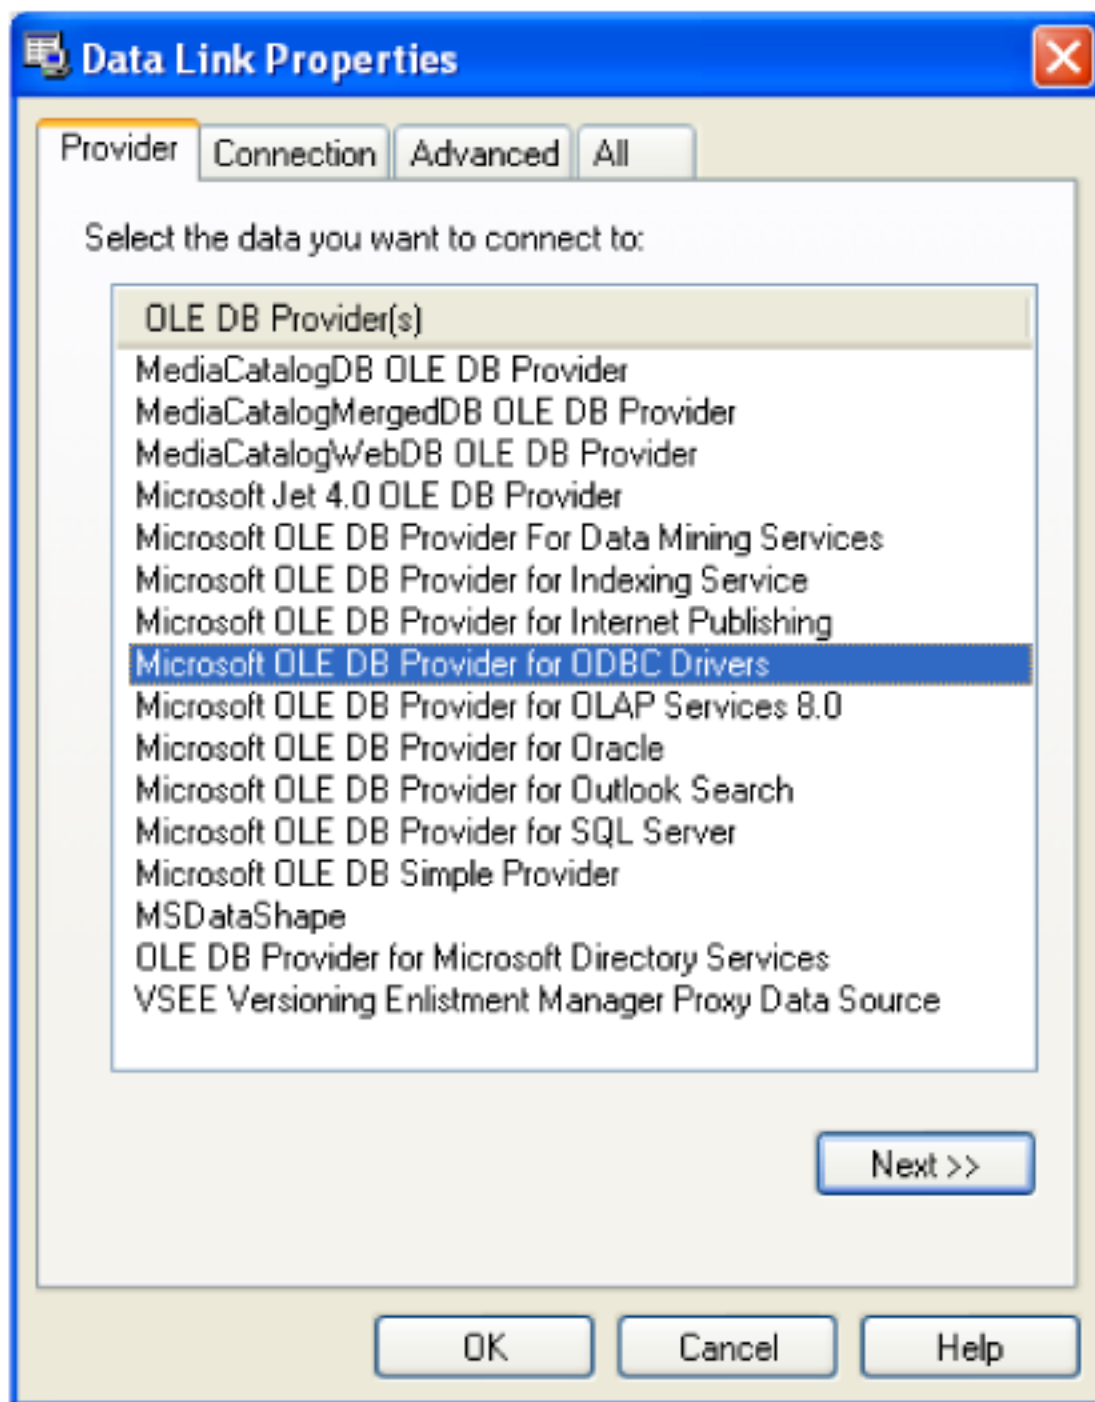 Data Link Properties
Provider Connection Advanced All
Select the data you want to connect to:
OLE DB Provider(s)
MediaCatalogDB OLE DB Provider
MediaCatalogMergedDB OLE DB Provider
MediaCatalogWebDB OLE DB Provider
Microsoft Jet 4.0 OLE DB Provider
Microsoft OLE DB Provider For Data Mining Services
Microsoft OLE DB Provider for Indexing Service
Microsoft OLE DB Provider for Internet Publishing
Microsoft OLE DB Provider for ODBC Drivers
Microsoft OLE DB Provider for OLAP Services 8.0
Microsoft OLE DB Provider for Oracle
Microsoft OLE DB Provider for Outlook Search
Microsoft OLE DB Provider for SQL Server
Microsoft OLE DB Simple Provider
MSDataShape
OLE DB Provider for Microsoft Directory Services
VSEE Versioning Enlistment Manager Proxy Data Source
Next >>
OK Cancel Help